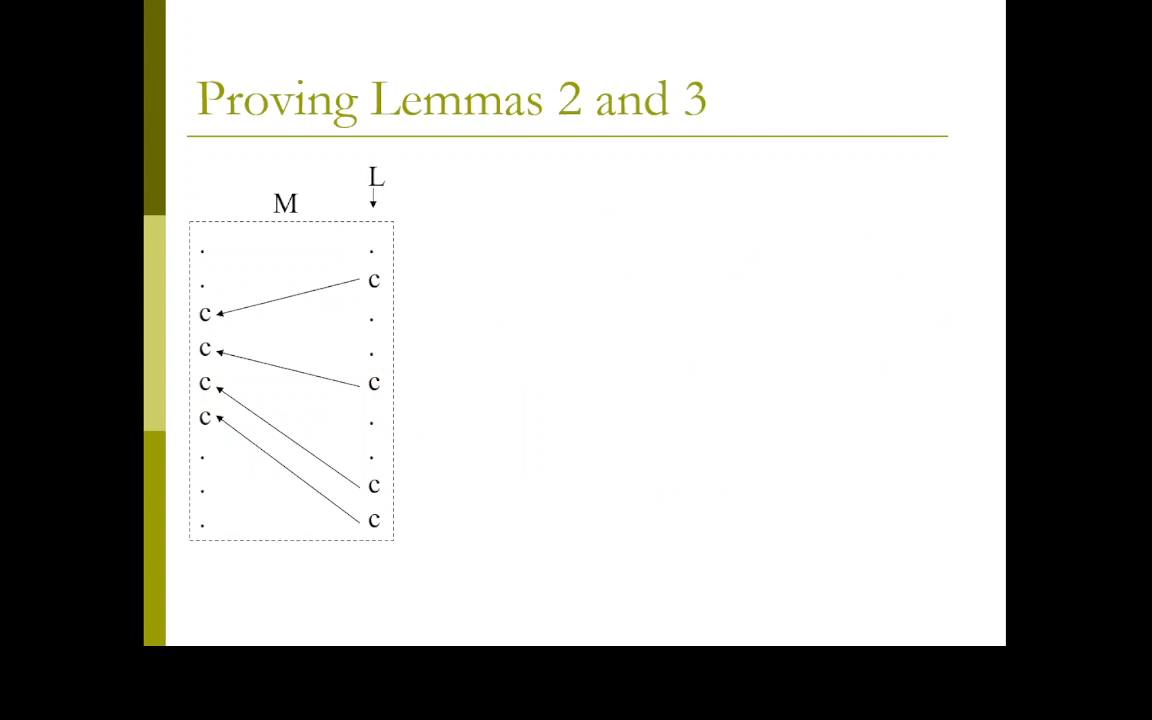 Proving Lemmas 2 and 3
L
M
. .
. c
c .
c .
c c
c .
. .
. c
. c